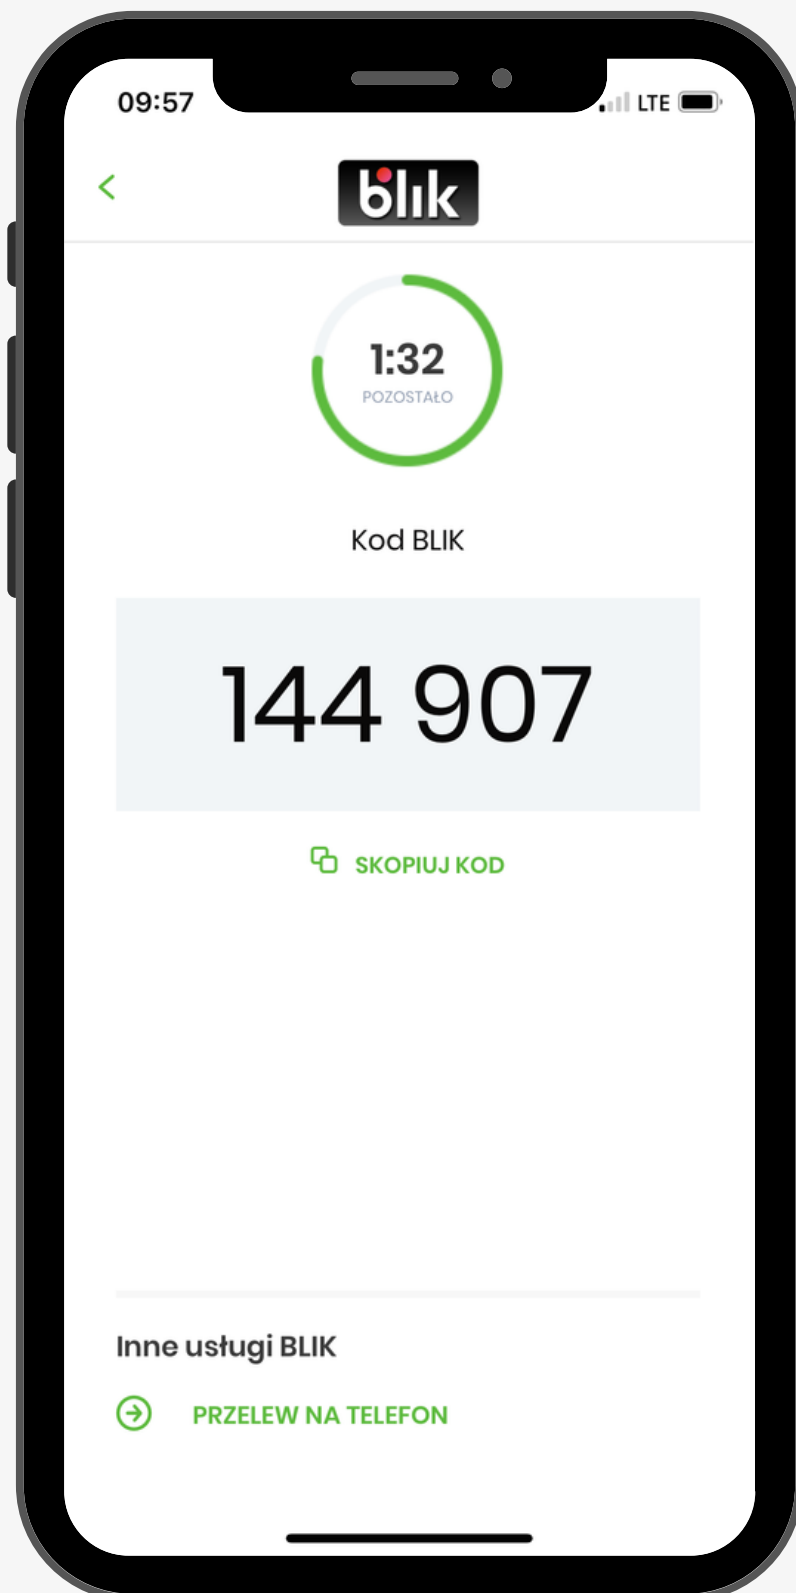 09:57 LTE
blik
1:32
POZOSTAŁO
Kod BLIK
144 907
SKOPIUJ KOD
Inne usługi BLIK
PRZELEW NA TELEFON